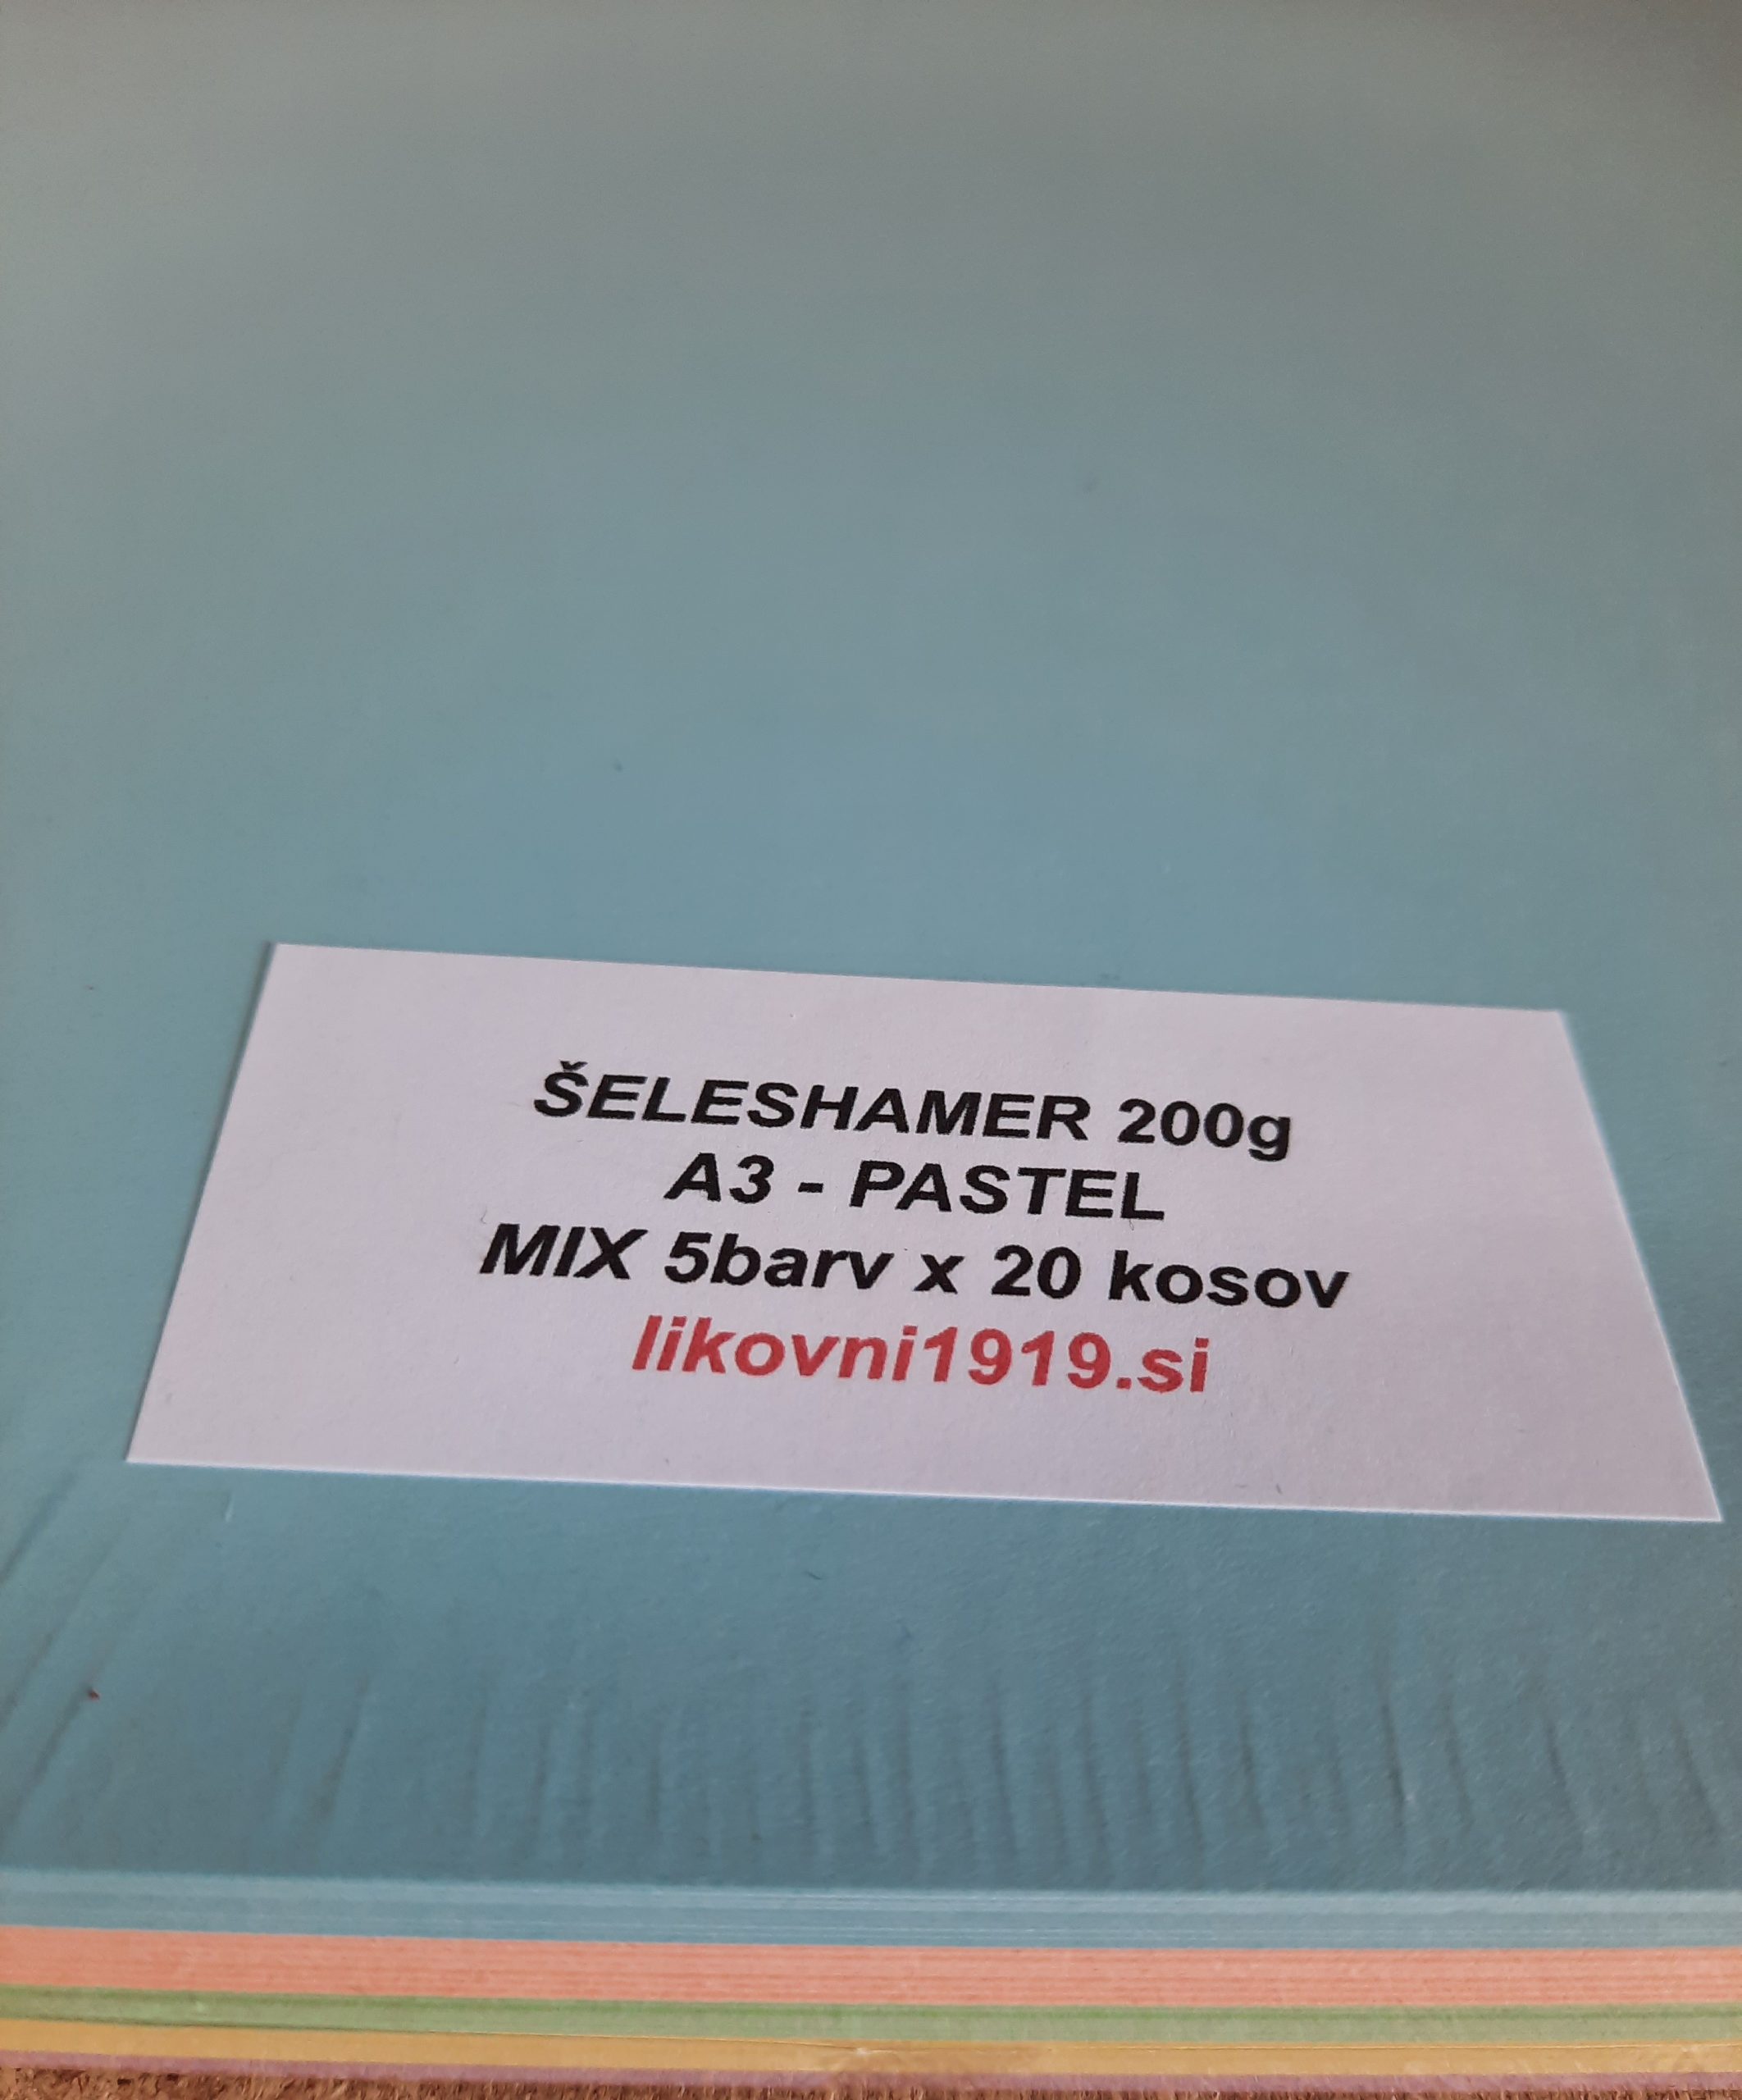 ŠELESHAMER 200g
A3 - PASTEL
MIX 5barv x 20 kosov
likovni1919.si